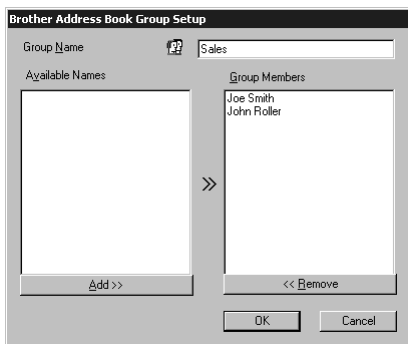 Brother Address Book Group Setup
Group Name
Sales
Available Names
Group Members
Joe Smith
John Roller
Add >>
<< Remove
OK
Cancel